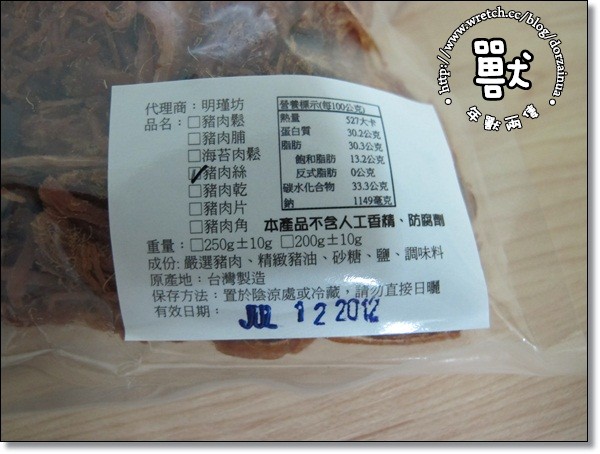 http://www.wretch.cc/blog/dorzaima
獸
代理商：明瑾坊
品名：□豬肉鬆
□豬肉脯
□海苔肉鬆
□豬肉絲
□豬肉乾
□豬肉片
□豬肉角
營養標示(每100公克)
熱量 527大卡
蛋白質 30.2公克
脂肪 30.3公克
飽和脂肪 13.2公克
反式脂肪 0公克
碳水化合物 33.3公克
鈉 1149毫克
本產品不含人工香精、防腐劑
重量：□250g±10g □200g±10g
成份: 嚴選豬肉、精緻豬油、砂糖、鹽、調味料
原產地：台灣製造
保存方法：置於陰涼處或冷藏，請勿直接日曬
有效日期： JUL 12 2012